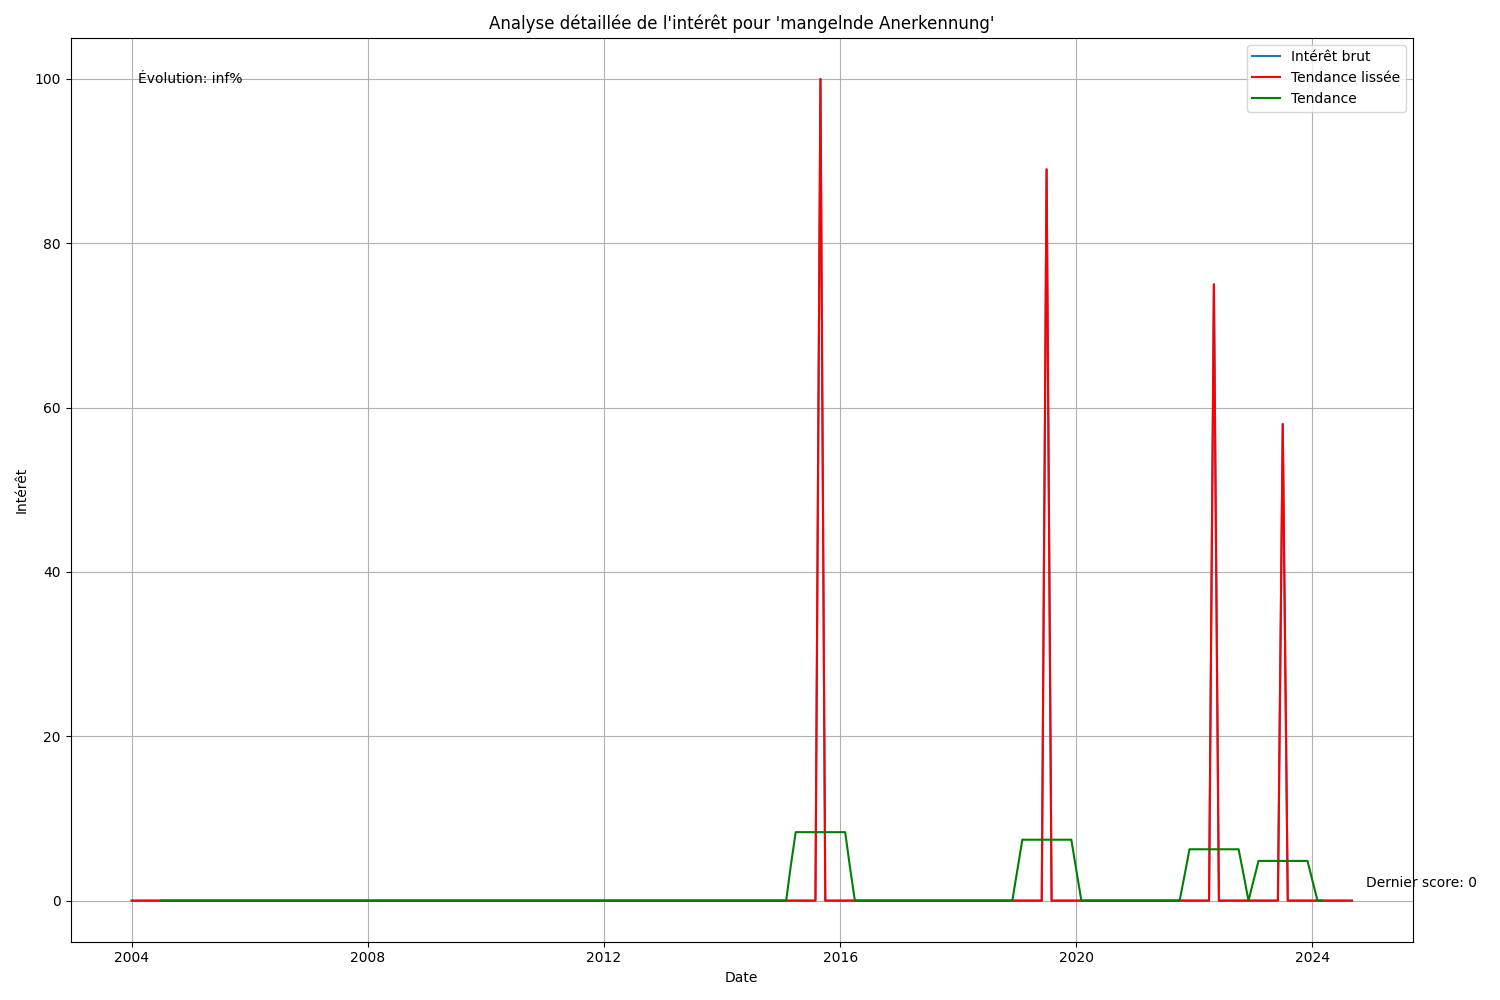 Analyse détaillée de l'intérêt pour 'mangelnde Anerkennung'
Évolution: inf%
Intérêt brut
Tendance lissée
Tendance
100
80
60
40
20
0
Intérêt
Dernier score: 0
2004
2008
2012
2016
2020
2024
Date